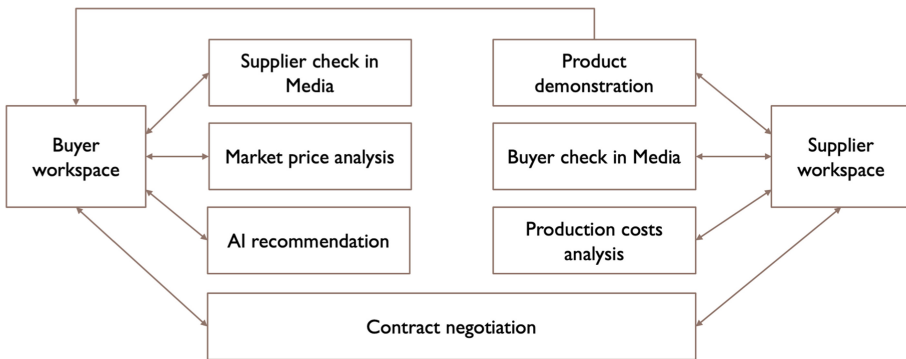 Supplier check in
Media
Product
demonstration
Buyer
workspace
Market price analysis
Buyer check in Media
Supplier
workspace
AI recommendation
Production costs
analysis
Contract negotiation